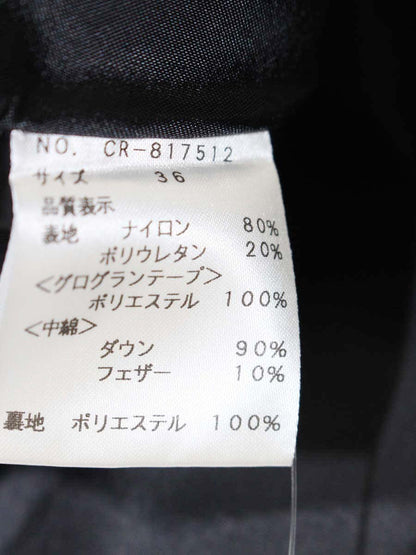 NO. CR-817512
サイズ 36
品質表示
表地 ナイロン 80%
ポリウレタン 20%
<グログランテープ>
ポリエステル 100%
<中綿>
ダウン 90%
フェザー 10%
裏地 ポリエステル 100%